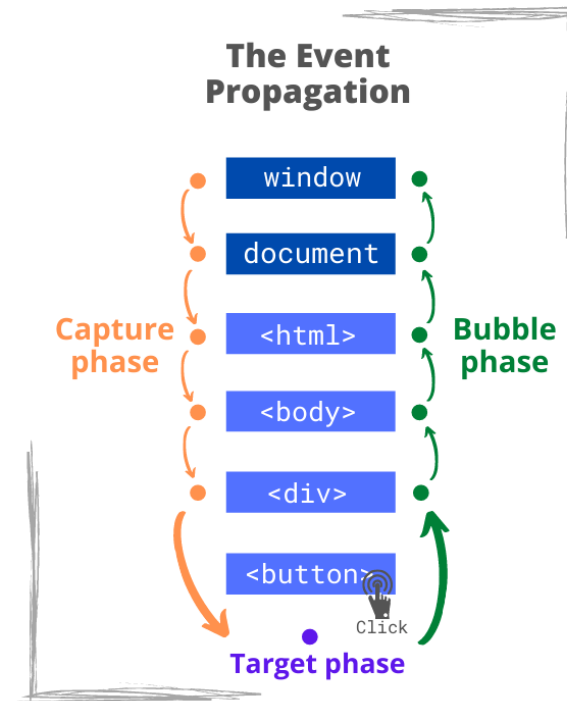 The Event
Propagation
window
document
Capture
phase
<html>
Bubble
phase
<body>
<div>
<button>
Click
Target phase